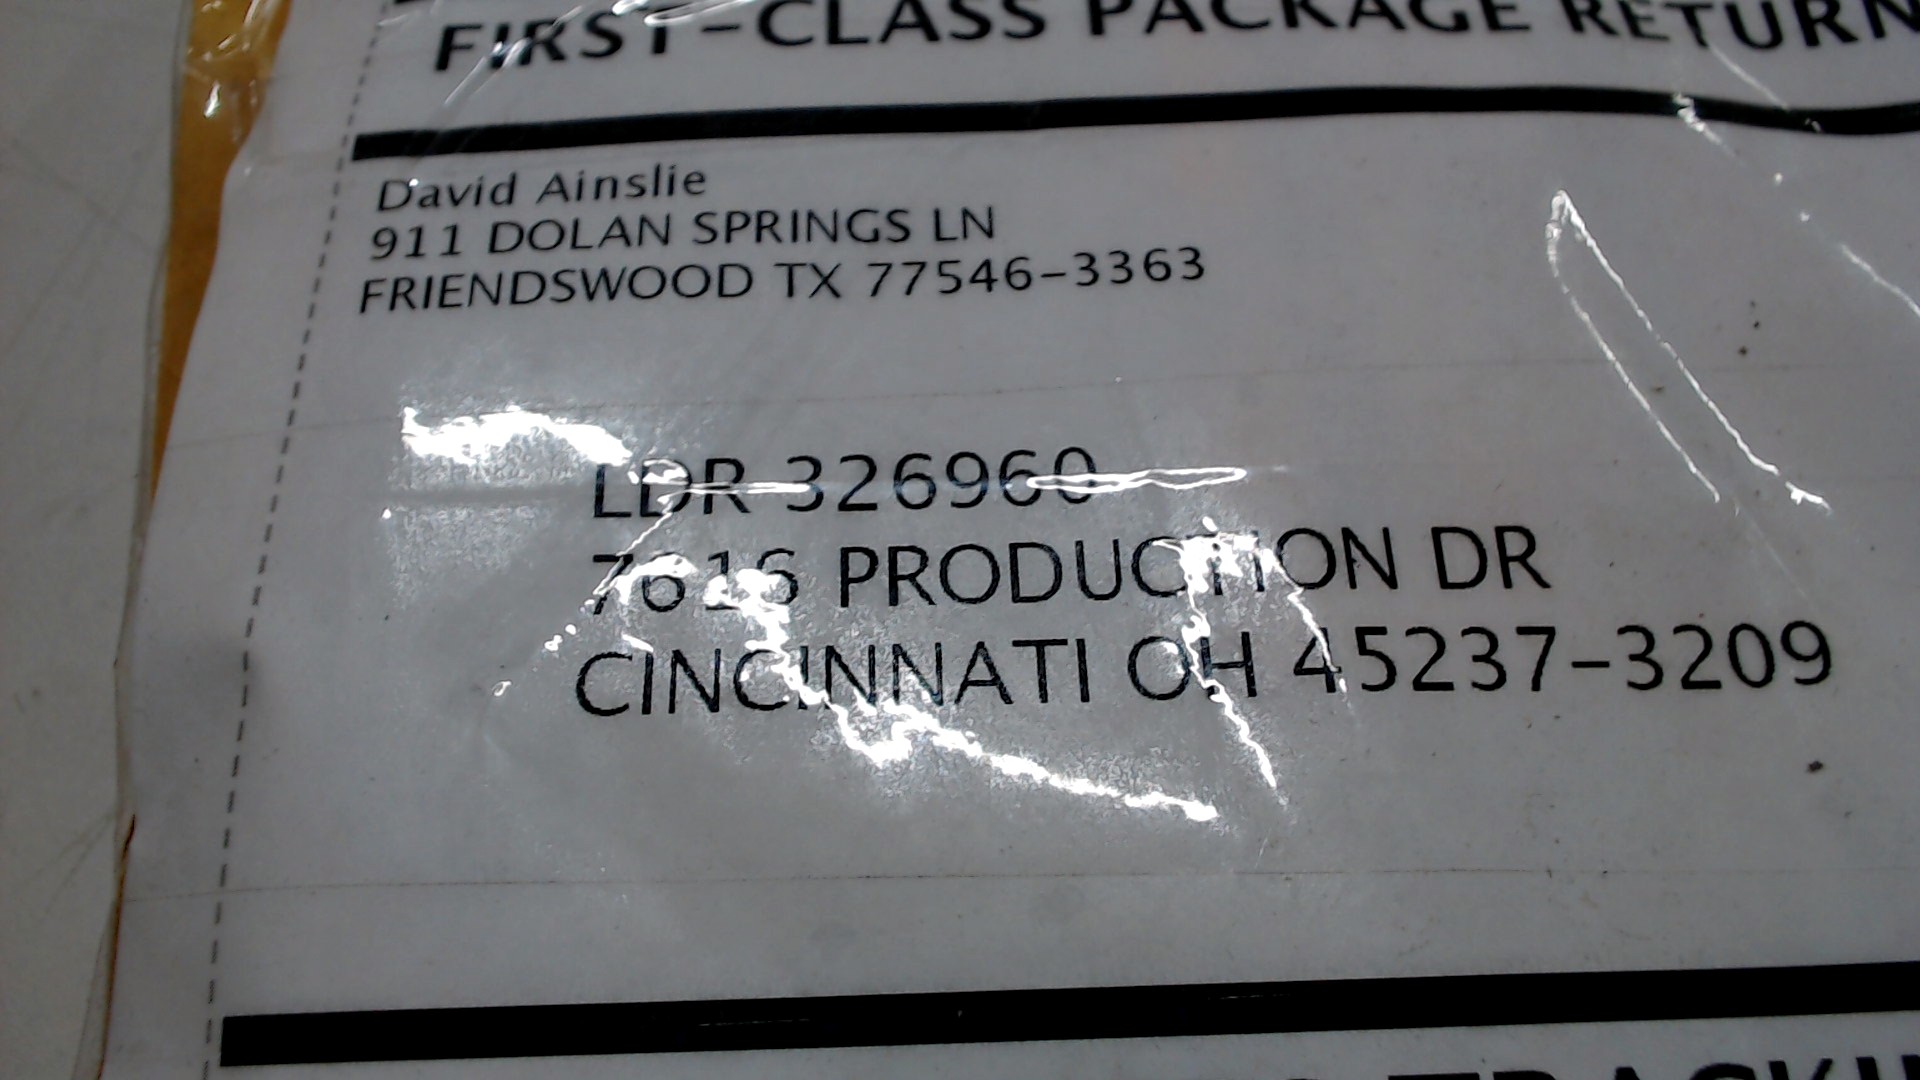 FIRST-CLASS PACKAGE RETURN
David Ainslie
911 DOLAN SPRINGS LN
FRIENDSWOOD TX 77546-3363
LDR 326960
7616 PRODUCTION DR
CINCINNATI OH 45237-3209